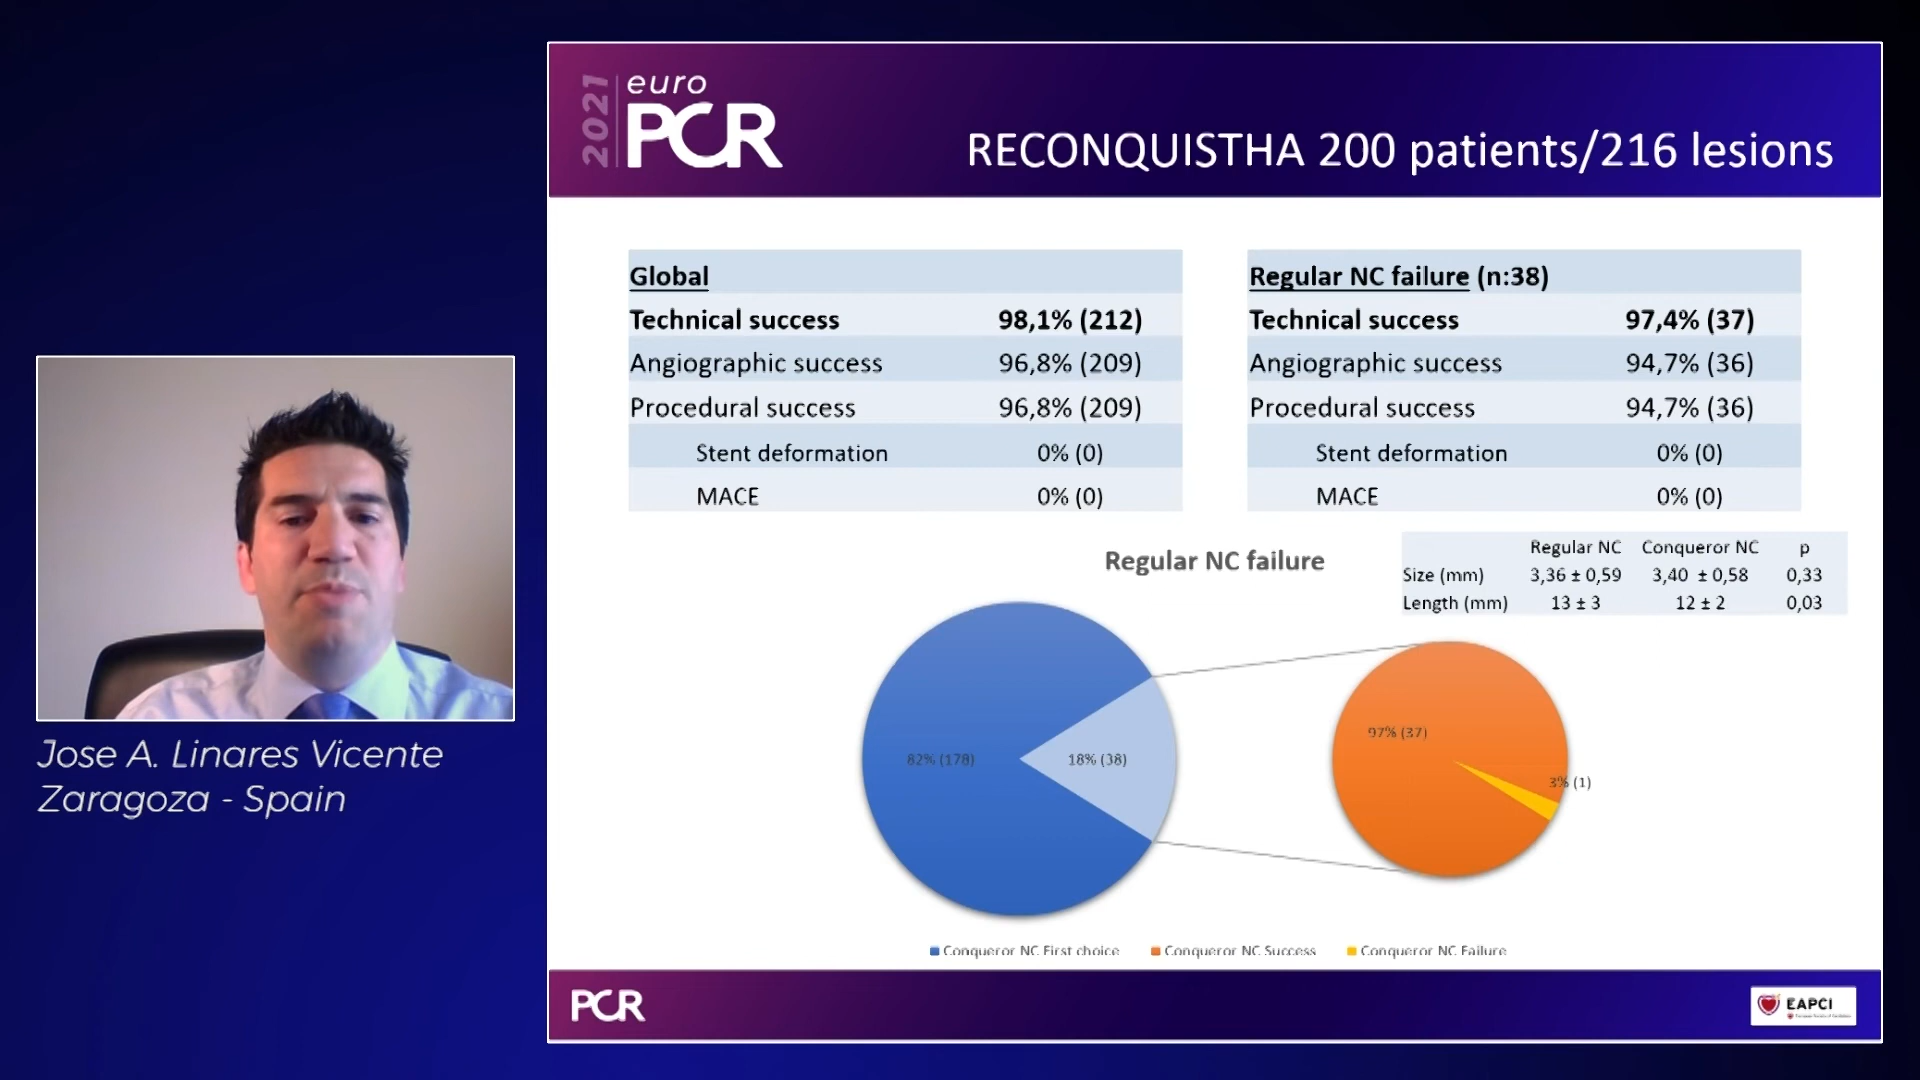 2021 euro
PCR
RECONQUISTHA 200 patients/216 lesions
Global
Technical success 98,1% (212)
Angiographic success 96,8% (209)
Procedural success 96,8% (209)
Stent deformation 0% (0)
MACE 0% (0)
Regular NC failure (n:38)
Technical success 97,4% (37)
Angiographic success 94,7% (36)
Procedural success 94,7% (36)
Stent deformation 0% (0)
MACE 0% (0)
Regular NC failure
Regular NC Conqueror NC p
Size (mm) 3,36 ± 0,59 3,40 ± 0,58 0,33
Length (mm) 13 ± 3 12 ± 2 0,03
82% (178)
18% (38)
97% (37)
3% (1)
Conqueror NC First choice Conqueror NC Success Conqueror NC Failure
Jose A. Linares Vicente
Zaragoza - Spain
PCR
EAPCI